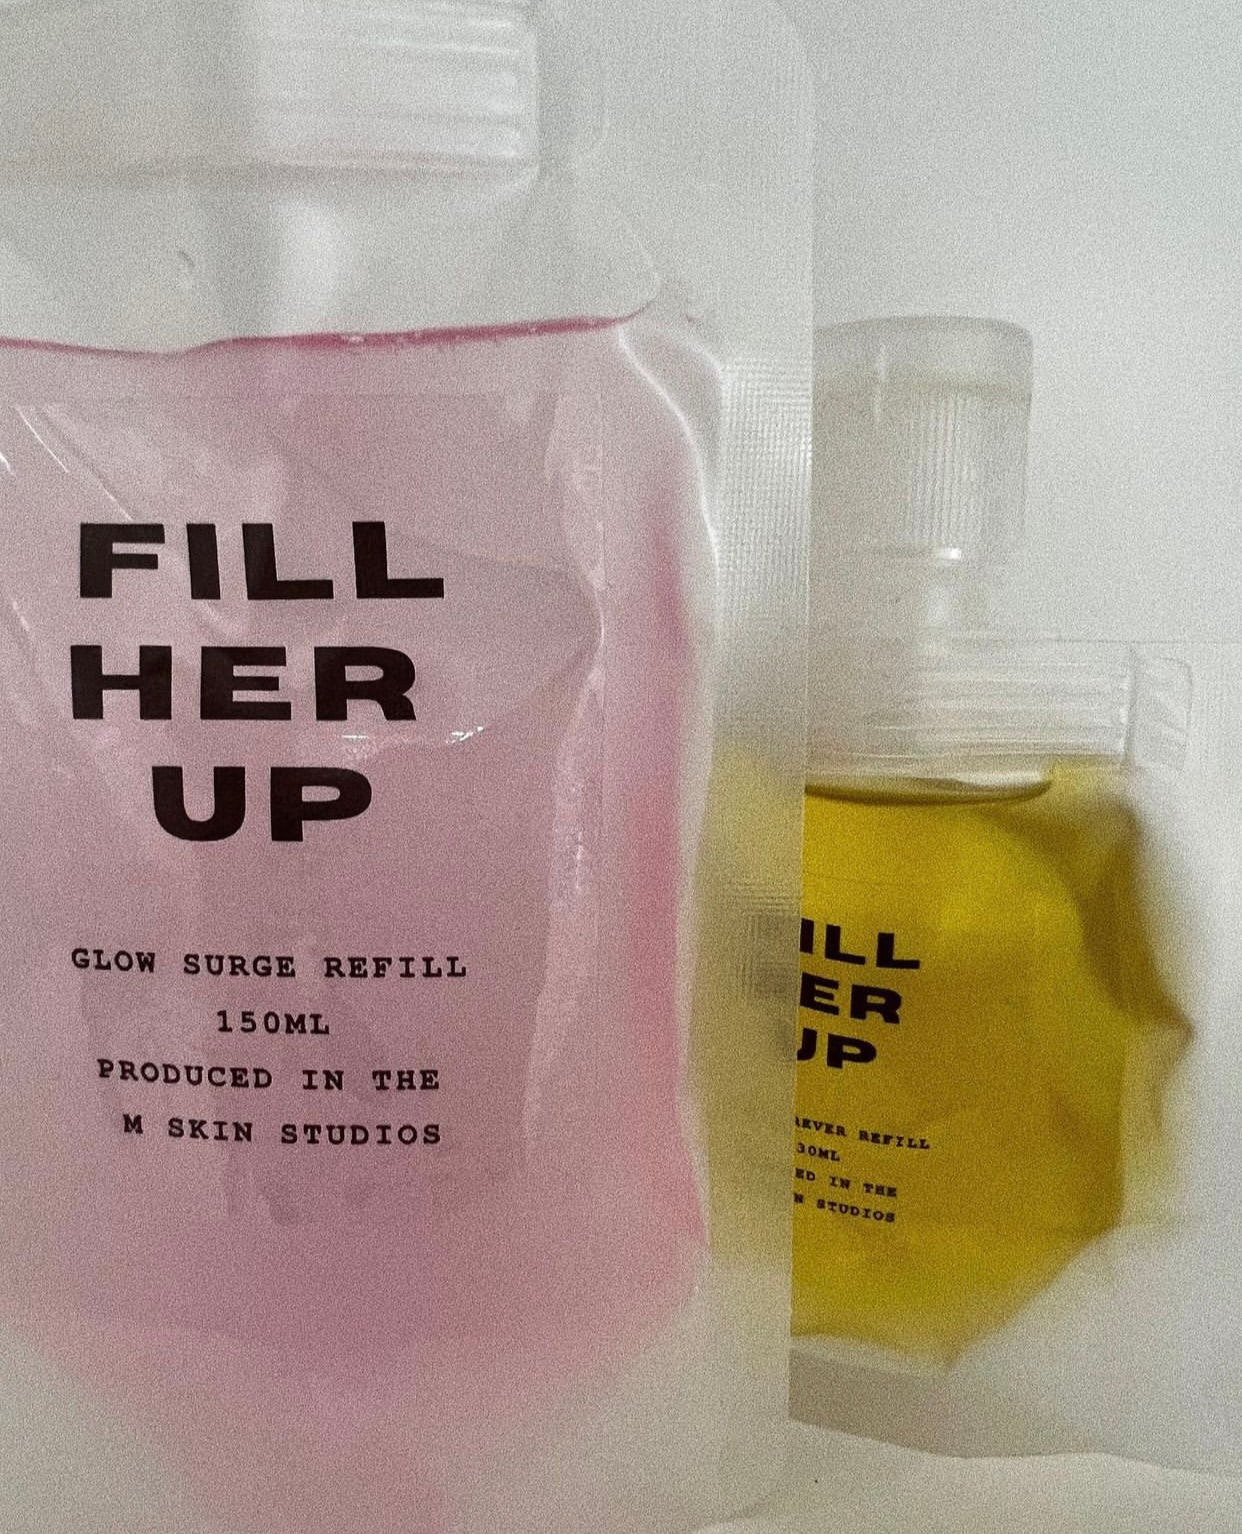 FILL
HER
UP
GLOW SURGE REFILL
150ML
PRODUCED IN THE
M SKIN STUDIOS
ILL
ER
UP
REFILL
30ML
IN THE
STUDIOS